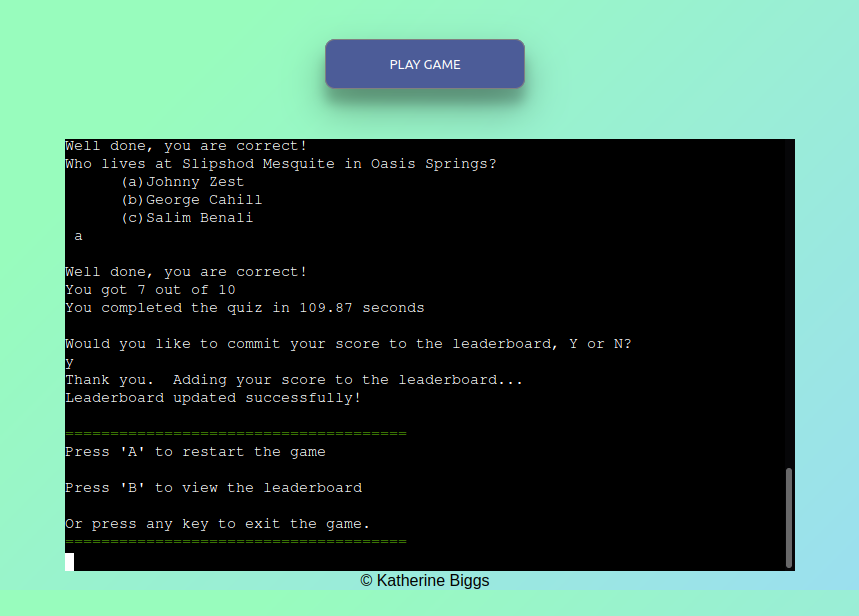 PLAY GAME
Well done, you are correct!
Who lives at Slipshod Mesquite in Oasis Springs?
(a)Johnny Zest
(b)George Cahill
(c)Salim Benali
a
Well done, you are correct!
You got 7 out of 10
You completed the quiz in 109.87 seconds
Would you like to commit your score to the leaderboard, Y or N?
y
Thank you.  Adding your score to the leaderboard...
Leaderboard updated successfully!
======================================
Press 'A' to restart the game
Press 'B' to view the leaderboard
Or press any key to exit the game.
======================================
© Katherine Biggs